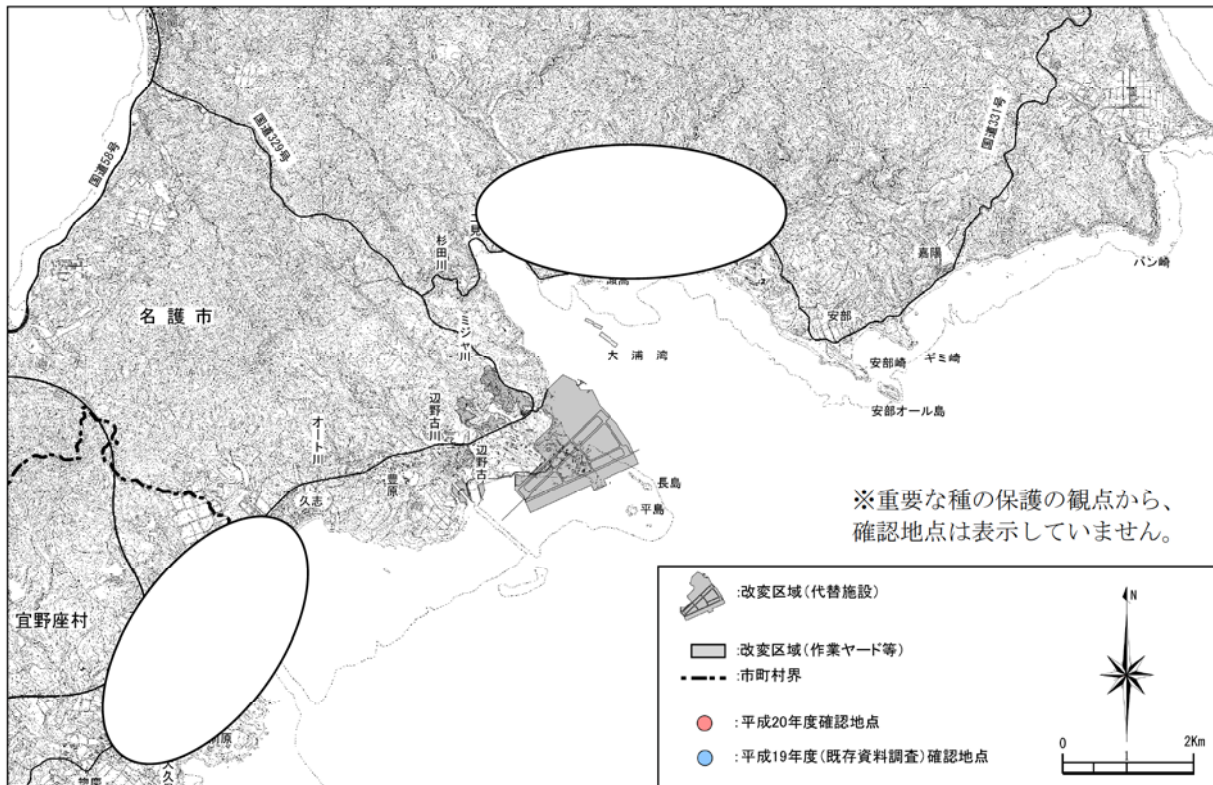 国道58号
国道329号
国道331号
杉田川
二見
名護市
ミジャ川
瀬嵩
大浦湾
嘉陽
バン崎
安部
安部崎
ギミ崎
安部オール島
辺野古川
オート川
辺野古
豊原
久志
長島
平島
宜野座村
※重要な種の保護の観点から、
確認地点は表示していません。
:改変区域(代替施設)
:改変区域(作業ヤード等)
:市町村界
:平成20年度確認地点
:平成19年度(既存資料調査)確認地点
N
0 2Km